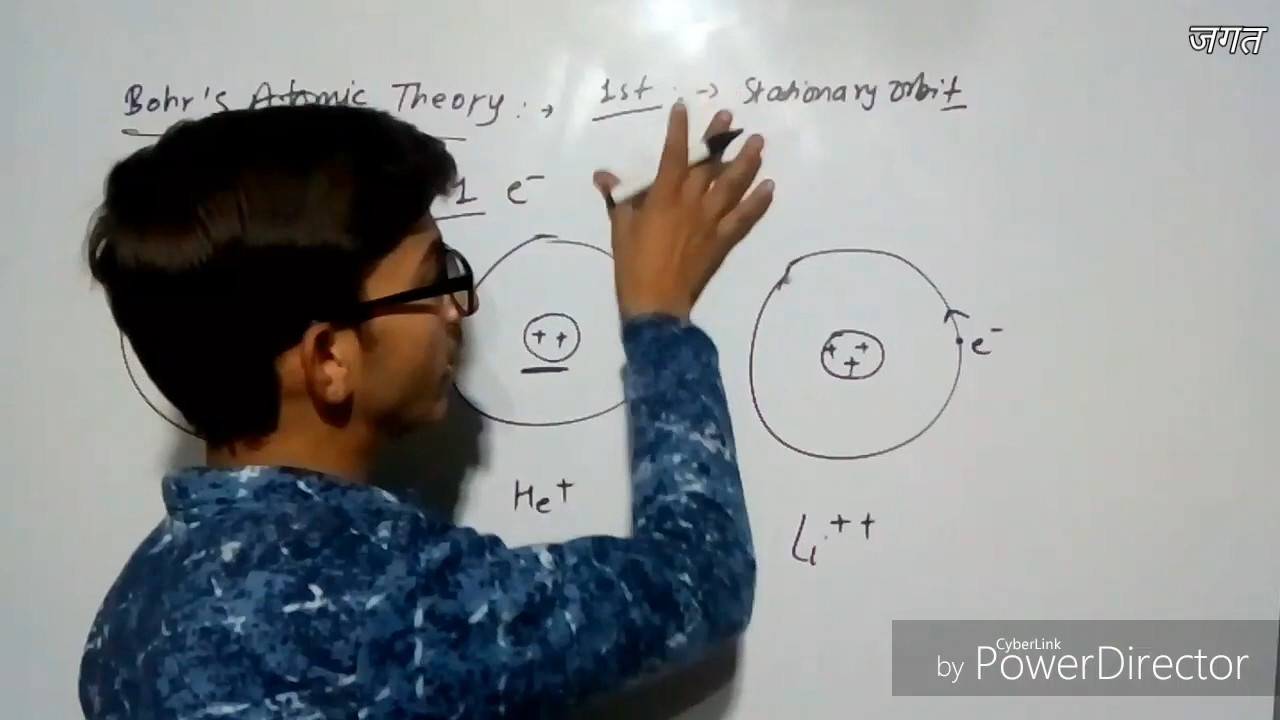 जगत
Bohr's Atomic Theory :→ 1st :→ Stationary orbit
1 e⁻
+ +
+ + +
e⁻
He⁺
Li⁺⁺
CyberLink
by PowerDirector